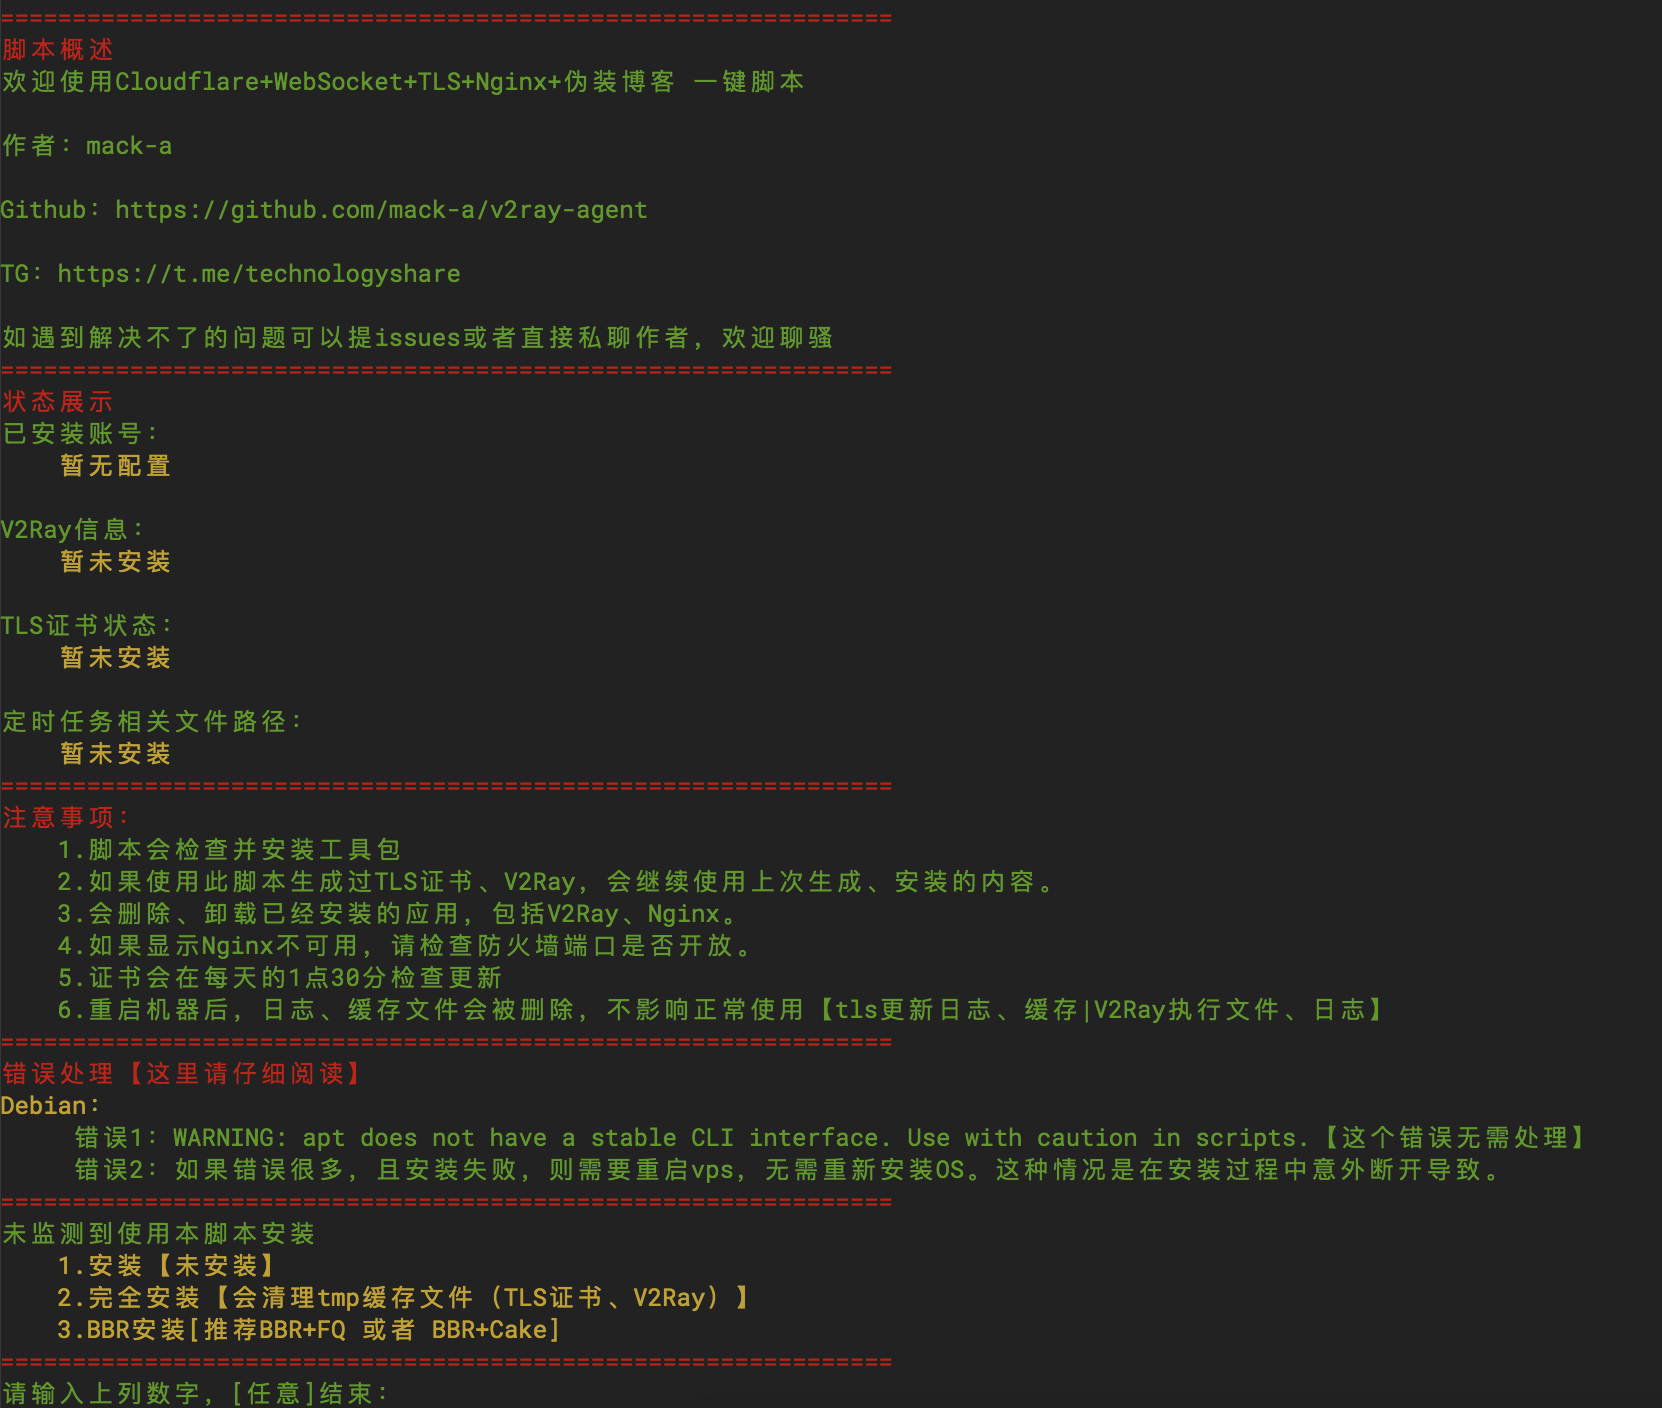 ==============================================================
脚本概述
欢迎使用Cloudflare+WebSocket+TLS+Nginx+伪装博客 一键脚本
作者：mack-a
Github：https://github.com/mack-a/v2ray-agent
TG：https://t.me/technologyshare
如遇到解决不了的问题可以提issues或者直接私聊作者，欢迎聊骚
==============================================================
状态展示
已安装账号：
暂无配置
V2Ray信息：
暂未安装
TLS证书状态：
暂未安装
定时任务相关文件路径：
暂未安装
==============================================================
注意事项：
1.脚本会检查并安装工具包
2.如果使用此脚本生成过TLS证书、V2Ray，会继续使用上次生成、安装的内容。
3.会删除、卸载已经安装的应用，包括V2Ray、Nginx。
4.如果显示Nginx不可用，请检查防火墙端口是否开放。
5.证书会在每天的1点30分检查更新
6.重启机器后，日志、缓存文件会被删除，不影响正常使用【tls更新日志、缓存|V2Ray执行文件、日志】
==============================================================
错误处理【这里请仔细阅读】
Debian：
错误1：WARNING: apt does not have a stable CLI interface. Use with caution in scripts.【这个错误无需处理】
错误2：如果错误很多，且安装失败，则需要重启vps，无需重新安装OS。这种情况是在安装过程中意外断开导致。
==============================================================
未监测到使用本脚本安装
1.安装【未安装】
2.完全安装【会清理tmp缓存文件（TLS证书、V2Ray）】
3.BBR安装[推荐BBR+FQ 或者 BBR+Cake]
==============================================================
请输入上列数字，[任意]结束：